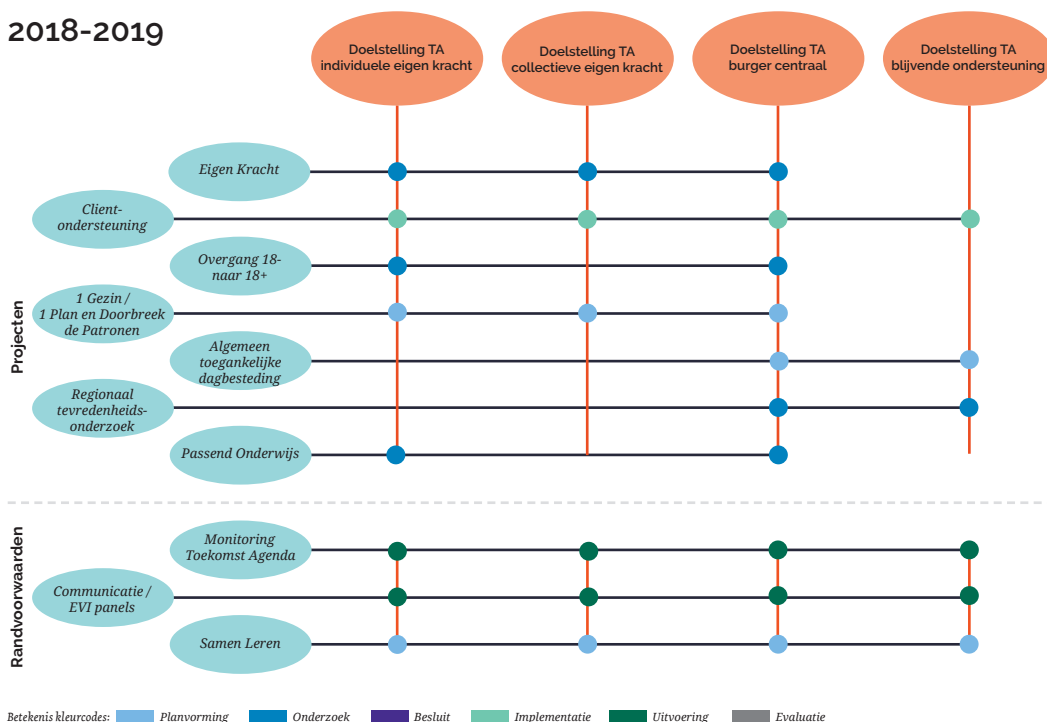 2018-2019
Doelstelling TA
individuele eigen kracht
Doelstelling TA
collectieve eigen kracht
Doelstelling TA
burger centraal
Doelstelling TA
blijvende ondersteuning
Projecten
Eigen Kracht
Client-
ondersteuning
Overgang 18-
naar 18+
1 Gezin /
1 Plan en Doorbreek
de Patronen
Algemeen
toegankelijke
dagbesteding
Regionaal
tevredenheids-
onderzoek
Passend Onderwijs
Randvoorwaarden
Monitoring
Toekomst Agenda
Communicatie /
EVI panels
Samen Leren
Betekenis kleurcodes: Planvorming Onderzoek Besluit Implementatie Uitvoering Evaluatie